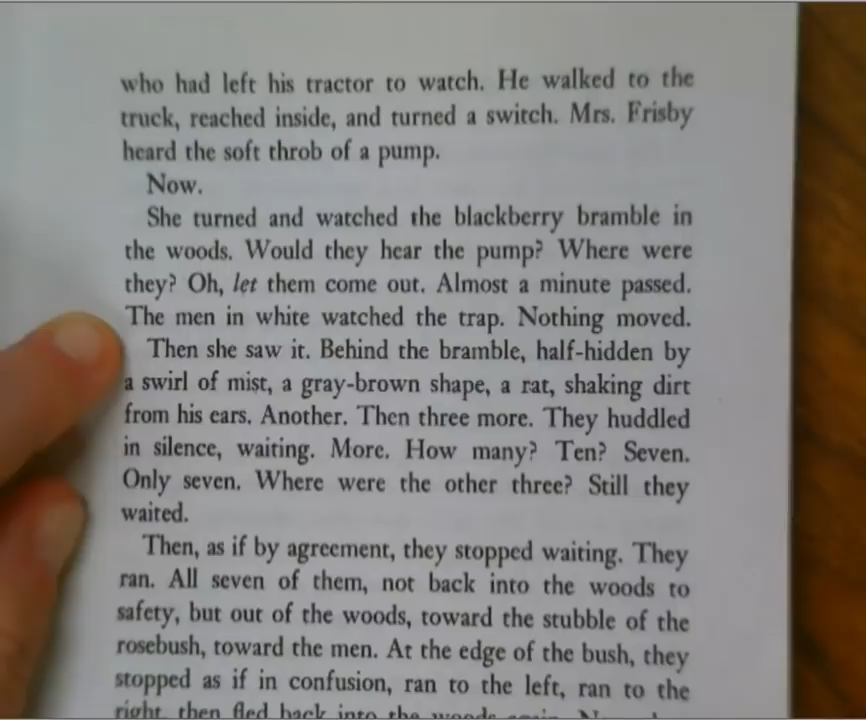 who had left his tractor to watch. He walked to the
truck, reached inside, and turned a switch. Mrs. Frisby
heard the soft throb of a pump.
Now.
She turned and watched the blackberry bramble in
the woods. Would they hear the pump? Where were
they? Oh, let them come out. Almost a minute passed.
The men in white watched the trap. Nothing moved.
Then she saw it. Behind the bramble, half-hidden by
a swirl of mist, a gray-brown shape, a rat, shaking dirt
from his ears. Another. Then three more. They huddled
in silence, waiting. More. How many? Ten? Seven.
Only seven. Where were the other three? Still they
waited.
Then, as if by agreement, they stopped waiting. They
ran. All seven of them, not back into the woods to
safety, but out of the woods, toward the stubble of the
rosebush, toward the men. At the edge of the bush, they
stopped as if in confusion, ran to the left, ran to the
right, then fled back into the woods again.